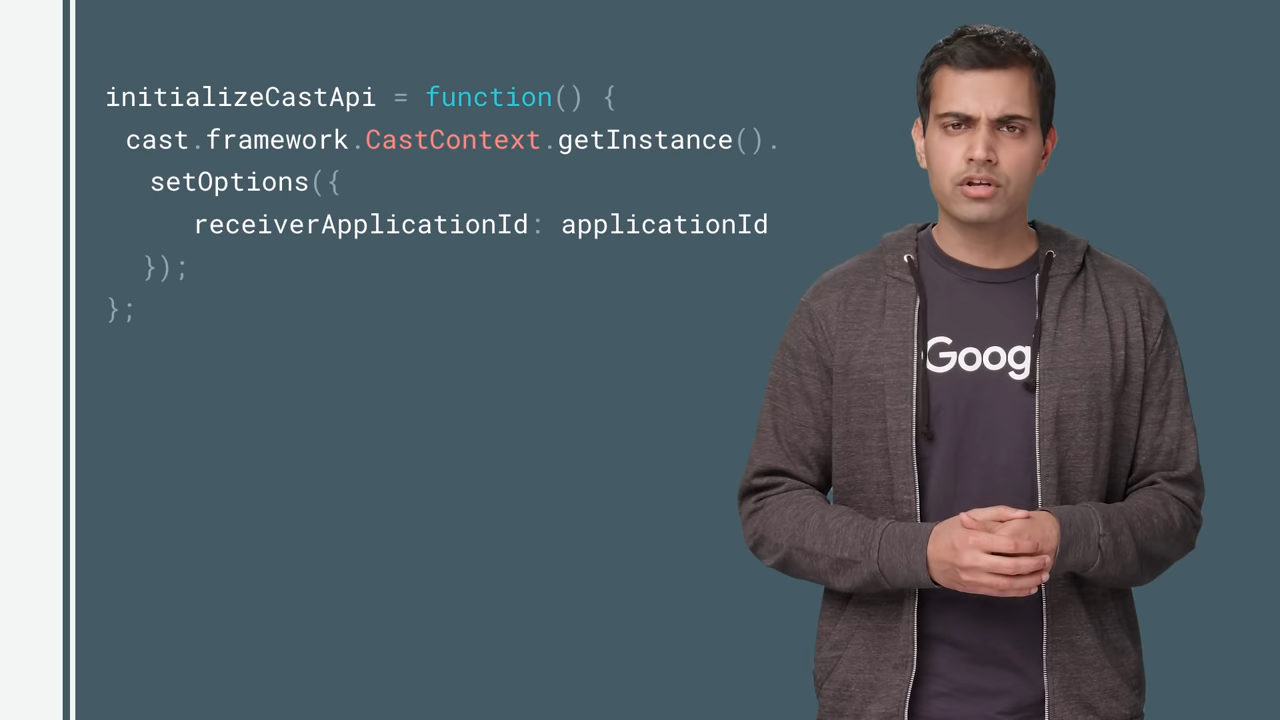 initializeCastApi = function() {
cast.framework.CastContext.getInstance().
setOptions({
receiverApplicationId: applicationId
});
};
Goog